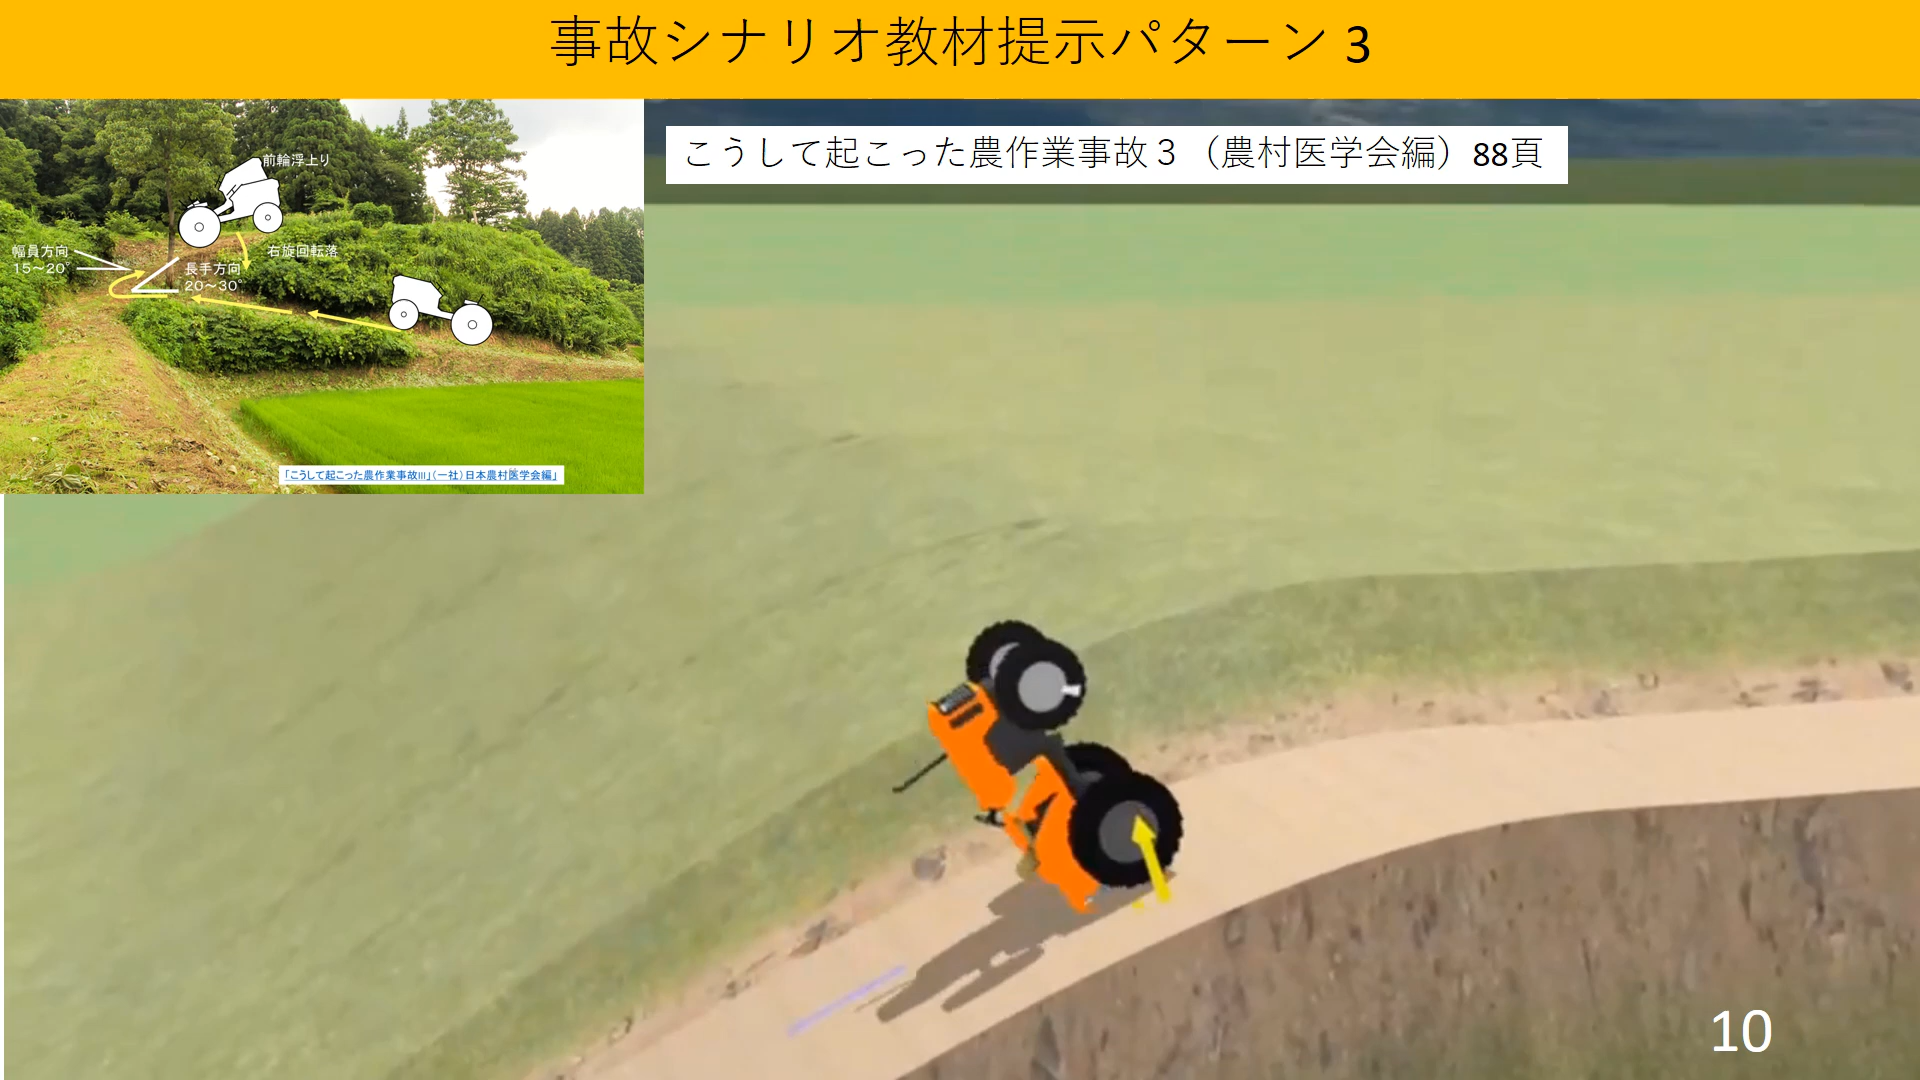 事故シナリオ教材提示パターン3
こうして起こった農作業事故3（農村医学会編）88頁
前輪浮上り
右旋回転落
幅員方向
15～20°
長手方向
20～30°
「こうして起こった農作業事故Ⅲ」(一社)日本農村医学会編」
10